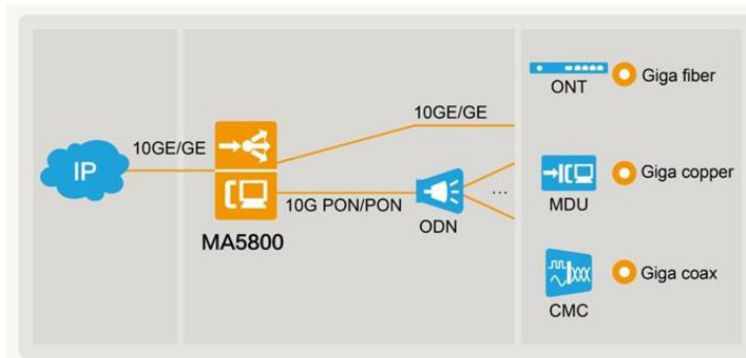 IP
10GE/GE
MA5800
10GE/GE
10G PON/PON
ODN
...
ONT
Giga fiber
MDU
Giga copper
CMC
Giga coax